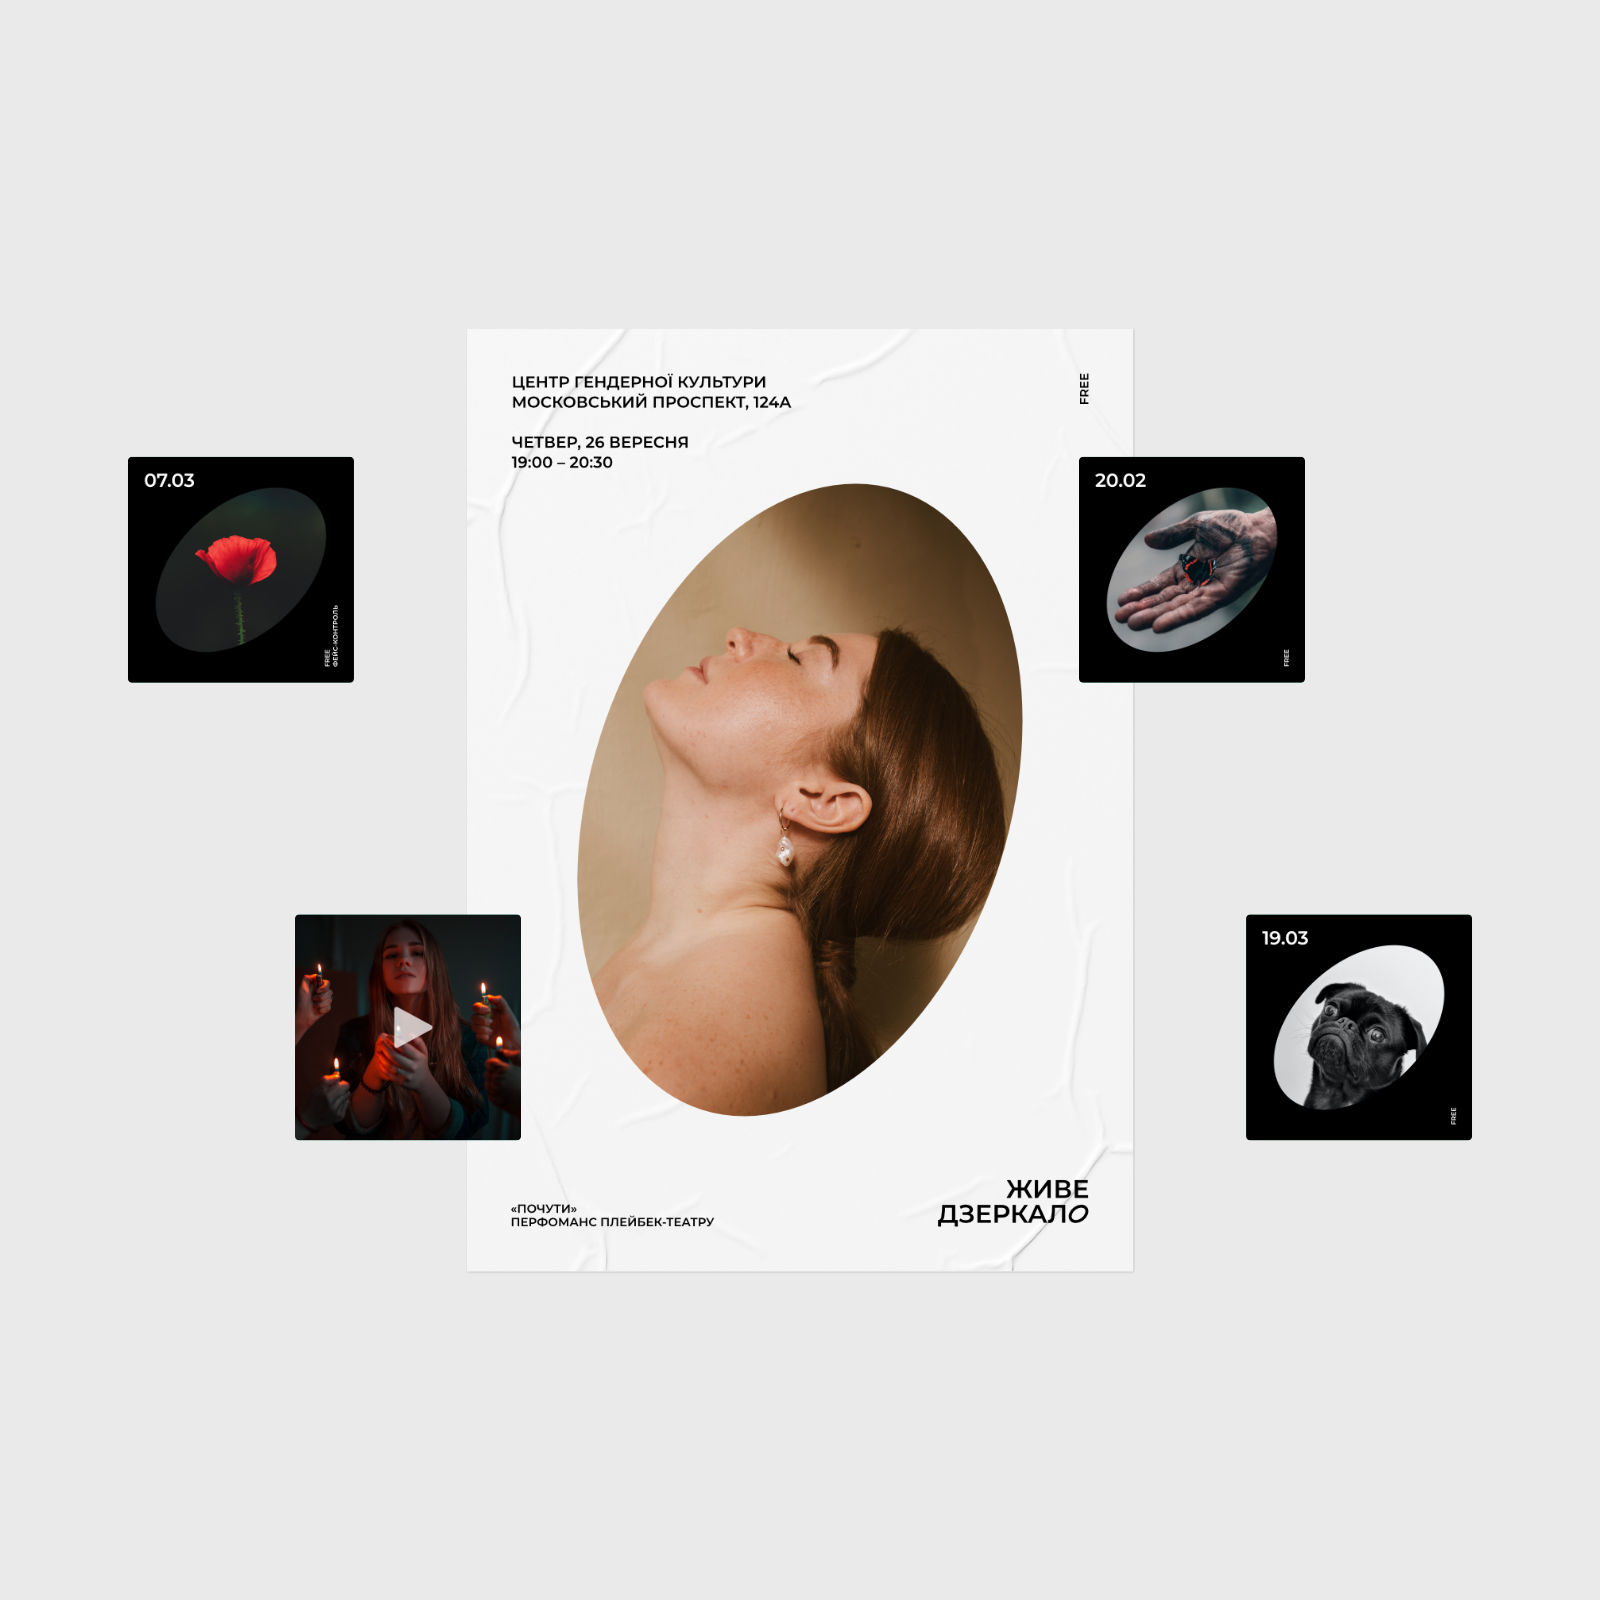 ЦЕНТР ГЕНДЕРНОЇ КУЛЬТУРИ
МОСКОВСЬКИЙ ПРОСПЕКТ, 124А
FREE
ЧЕТВЕР, 26 ВЕРЕСНЯ
19:00 – 20:30
07.03
FREE
ФЕЙС-КОНТРОЛЬ
20.02
FREE
19.03
FREE
«ПОЧУТИ»
ПЕРФОМАНС ПЛЕЙБЕК-ТЕАТРУ
ЖИВЕ
ДЗЕРКАЛО